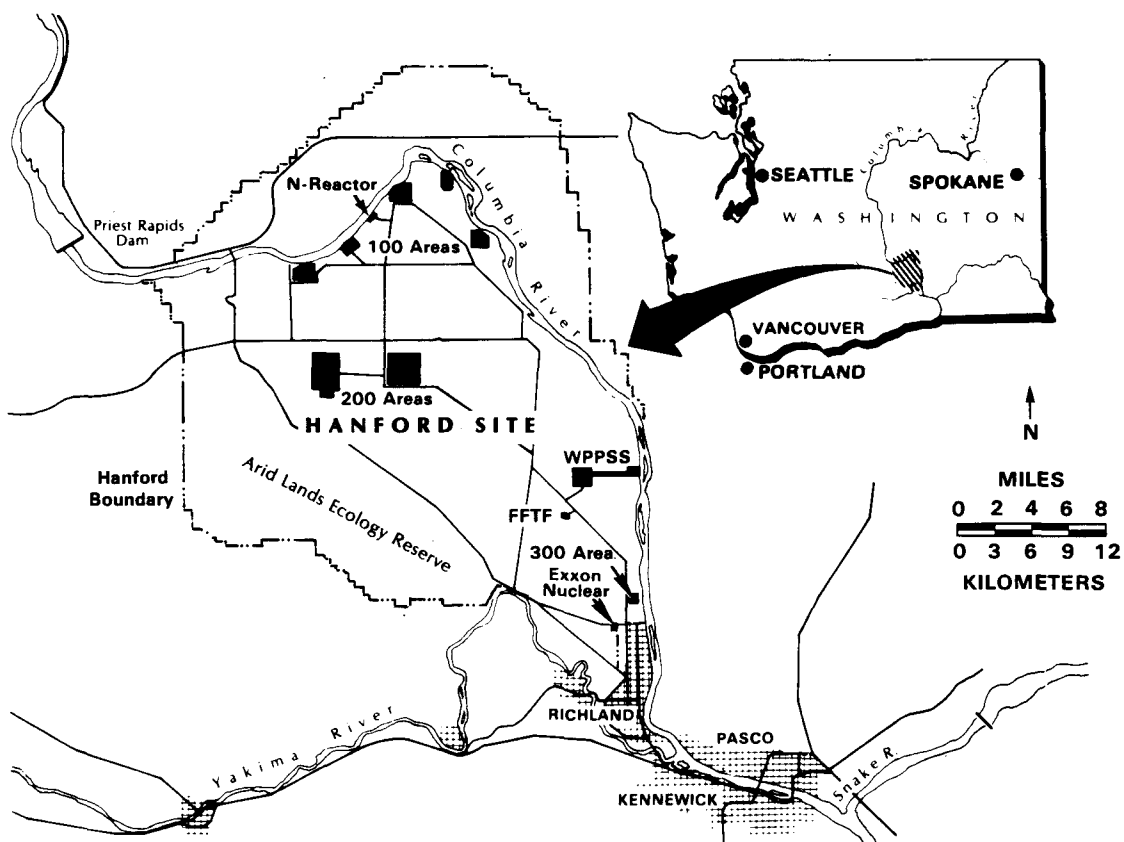 Columbia River
N-Reactor
Priest Rapids
Dam
100 Areas
200 Areas
HANFORD SITE
Hanford
Boundary
Arid Lands Ecology Reserve
WPPSS
FFTF
300 Area
Exxon
Nuclear
RICHLAND
Yakima River
PASCO
KENNEWICK
Snake R.
Columbia River
SEATTLE
SPOKANE
WASHINGTON
VANCOUVER
PORTLAND
N
MILES
0 2 4 6 8
0 3 6 9 12
KILOMETERS